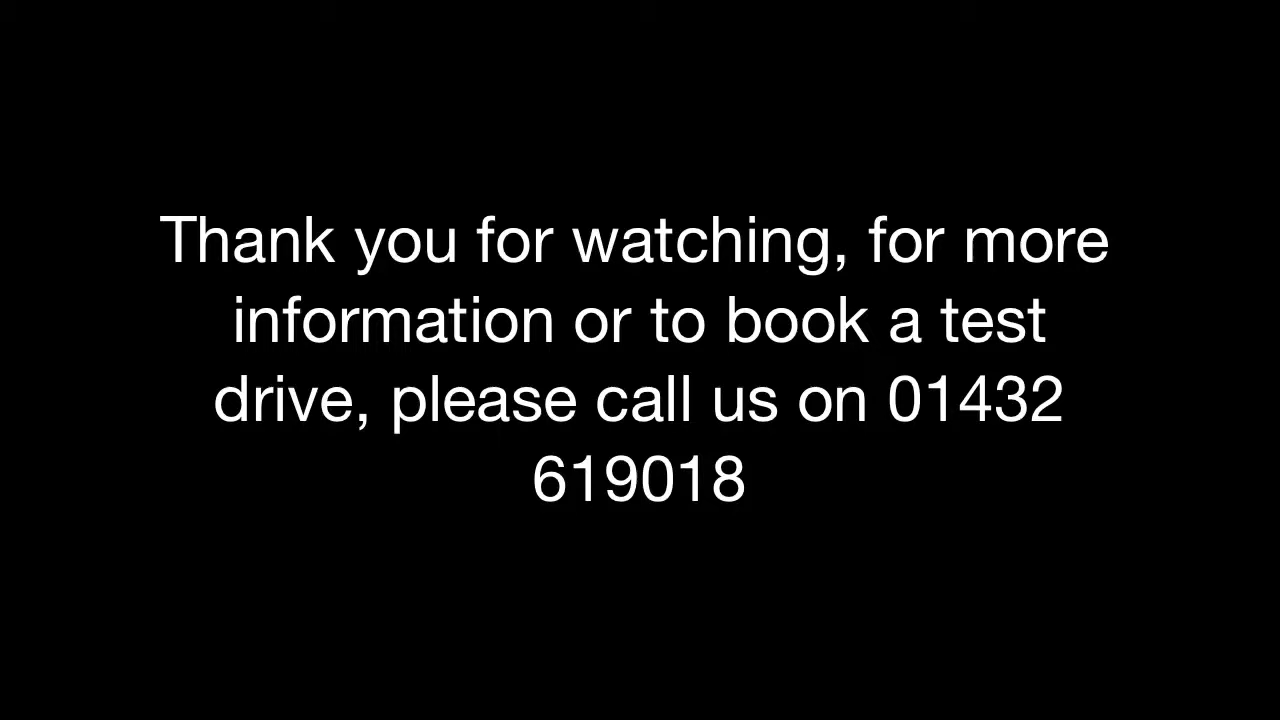 Thank you for watching, for more
information or to book a test
drive, please call us on 01432
619018